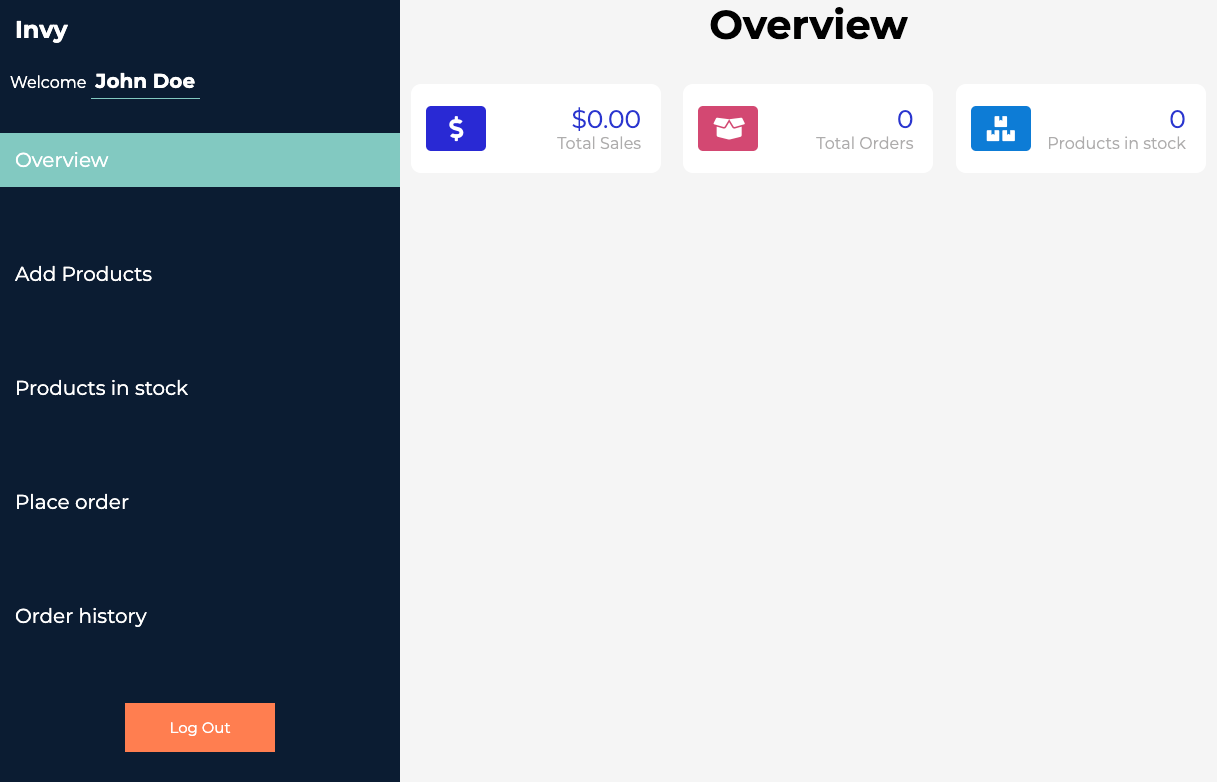 Invy
Welcome John Doe
Overview
Add Products
Products in stock
Place order
Order history
Log Out
Overview
$
$0.00
Total Sales
0
Total Orders
0
Products in stock